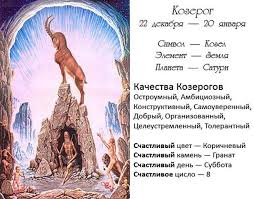 Козерог
22 декабря — 20 января
Символ — Козел
Элемент — Земля
Планета — Сатурн
Качества Козерогов
Остроумный, Амбициозный,
Конструктивный, Самоуверенный,
Добрый, Организованный,
Целеустремленный, Толерантный
Счастливый цвет — Коричневый
Счастливый камень — Гранат
Счастливый день — Суббота
Счастливое число — 8